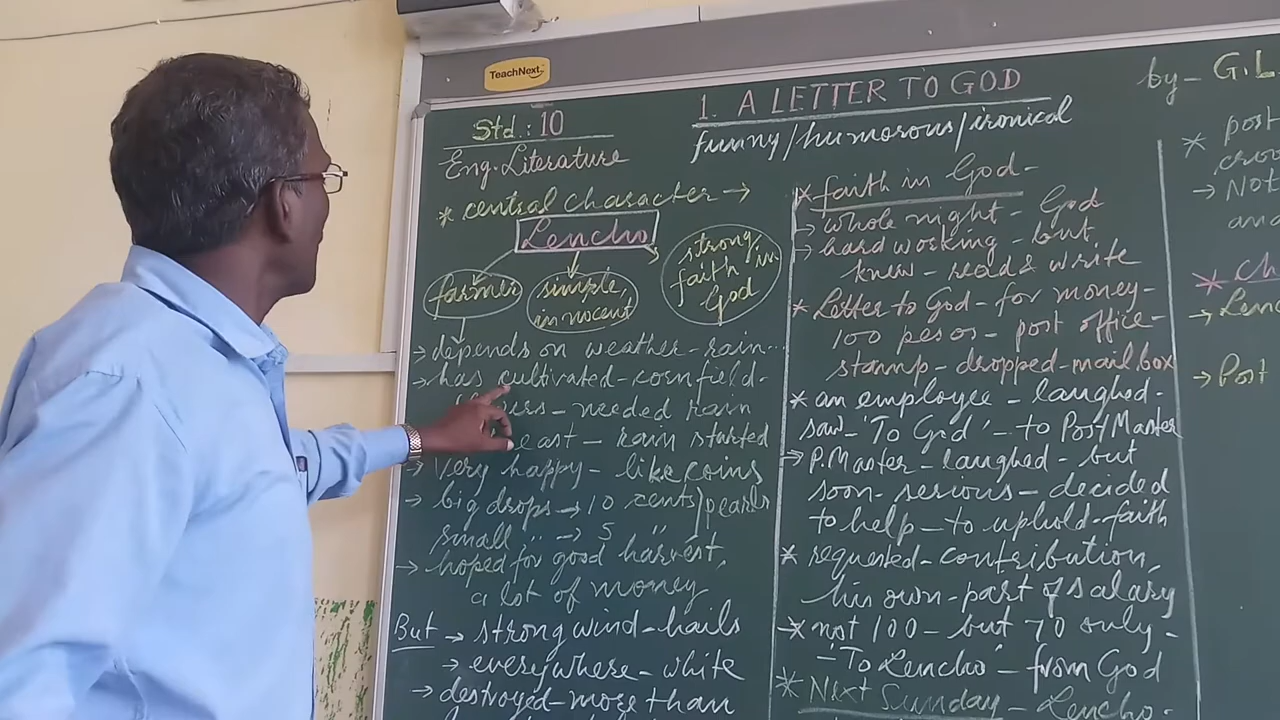 TeachNext
Std.: 10
Eng. Literature
1. A LETTER TO GOD
by - G.L
funny/humorous/ironical
* central character →
Lencho
farmer
simple, innocent
strong faith in God
→ depends on weather - rain...
→ has cultivated - cornfield -
- needed rain
east - rain started
→ very happy - like coins
→ big drops → 10 cents/pearls
small " → 5 "
→ hoped for good harvest,
a lot of money
But → strong wind - hails
→ everywhere - white
→ destroyed - more than
* faith in God -
→ whole night - God
→ hard working - but
knew - read & write
* Letter to God - for money -
100 pesos - post office -
stamp - dropped - mail box
* an employee - laughed -
saw - 'To God' - to Post Master
→ P. Master - laughed - but
soon - serious - decided
to help - to uphold - faith
* requested - contribution,
his own - part of salary
* not 100 - but 70 only -
- 'To Lencho' - from God
* Next Sunday - Lencho -
* post
→ Not
and
→ Post